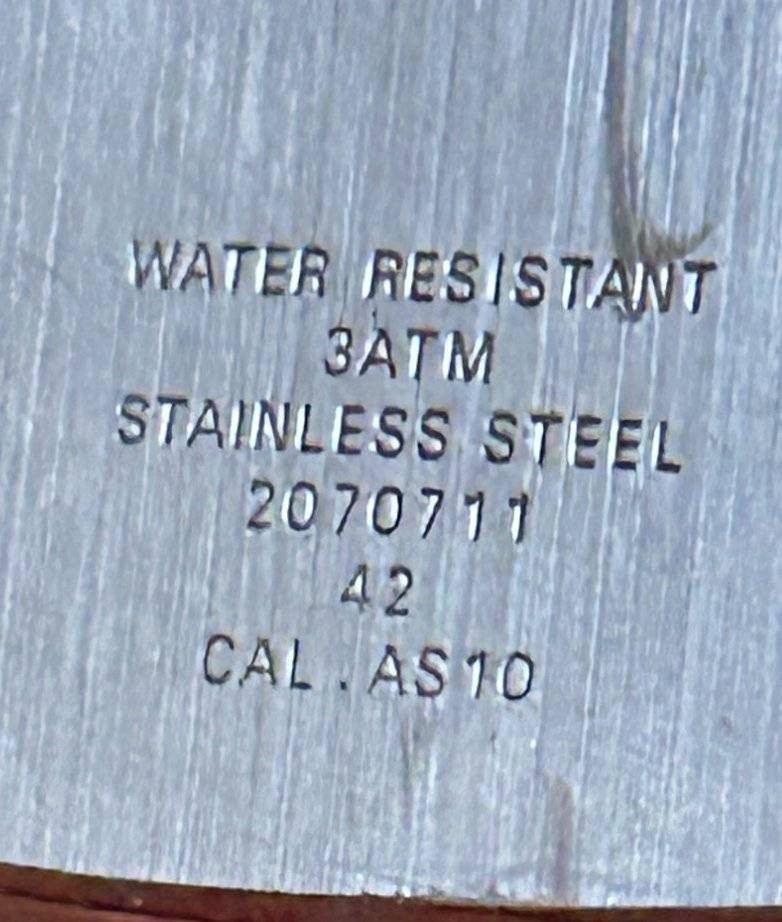 WATER RESISTANT
3ATM
STAINLESS STEEL
2070711
42
CAL.AS10